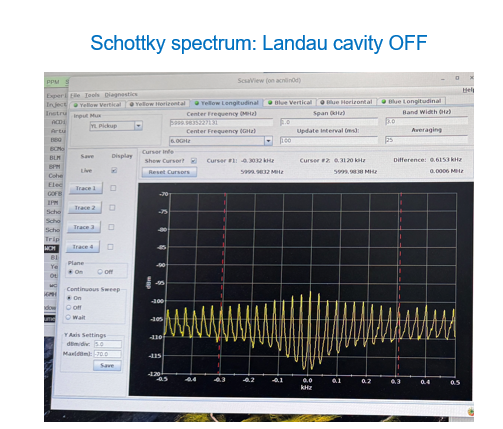 Schottky spectrum: Landau cavity OFF
ScsaView (on acnlin0d)
File Tools Diagnostics
Help
Yellow Vertical Yellow Horizontal Yellow Longitudinal Blue Vertical Blue Horizontal Blue Longitudinal
Input Mux
YL Pickup
Center Frequency (MHz)
Span (kHz)
Band Width (Hz)
5999.9835227131
1.0
3.0
Center Frequency (GHz)
Update Interval (ms):
Averaging
6.0GHz
100
25
Save Display
Live
Trace 1
Trace 2
Trace 3
Trace 4
Cursor Info
Show Cursor? Cursor #1: -0.3032 kHz Cursor #2: 0.3120 kHz Difference: 0.6153 kHz
Reset Cursors 5999.9832 MHz 5999.9838 MHz 0.0006 MHz
Plane
On Off
Continuous Sweep
On
Off
Wait
Y Axis Settings
dBm/div: 5.0
Max(dBm): -70.0
Save
-70
-75
-80
-85
-90
-95
-100
-105
-110
-115
-120
dBm
-0.5 -0.4 -0.3 -0.2 -0.1 0.0 0.1 0.2 0.3 0.4 0.5
kHz